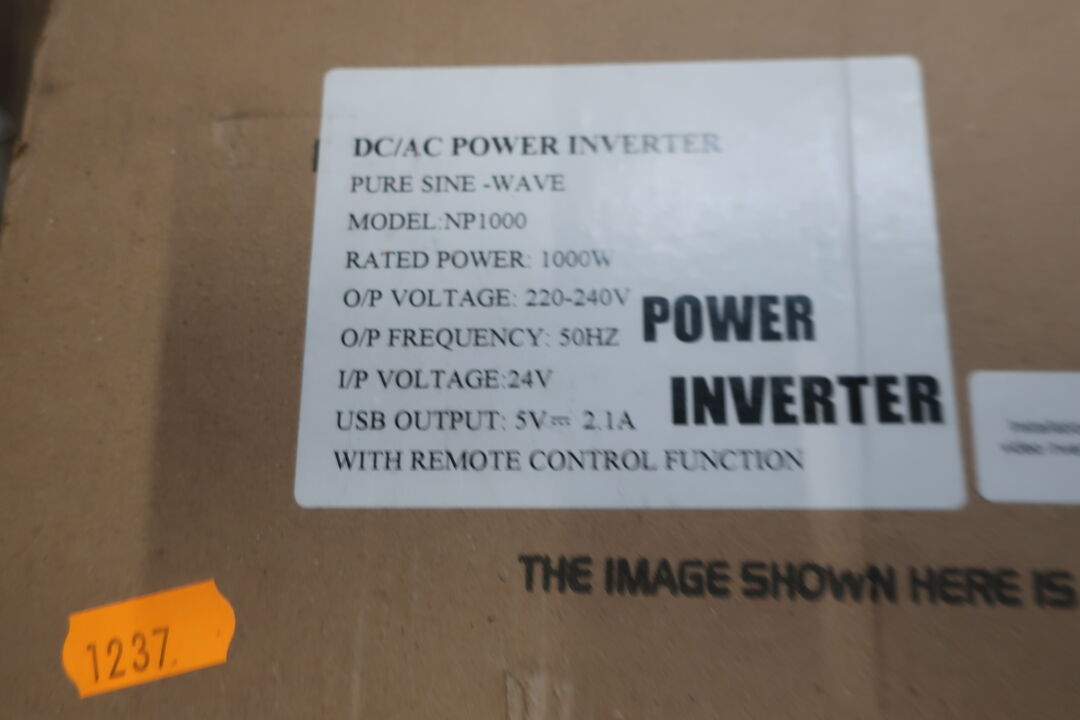 DC/AC POWER INVERTER
PURE SINE -WAVE
MODEL:NP1000
RATED POWER: 1000W
O/P VOLTAGE: 220-240V
O/P FREQUENCY: 50HZ
I/P VOLTAGE:24V
USB OUTPUT: 5V⎓ 2.1A
WITH REMOTE CONTROL FUNCTION
POWER
INVERTER
THE IMAGE SHOWN HERE IS
1237.